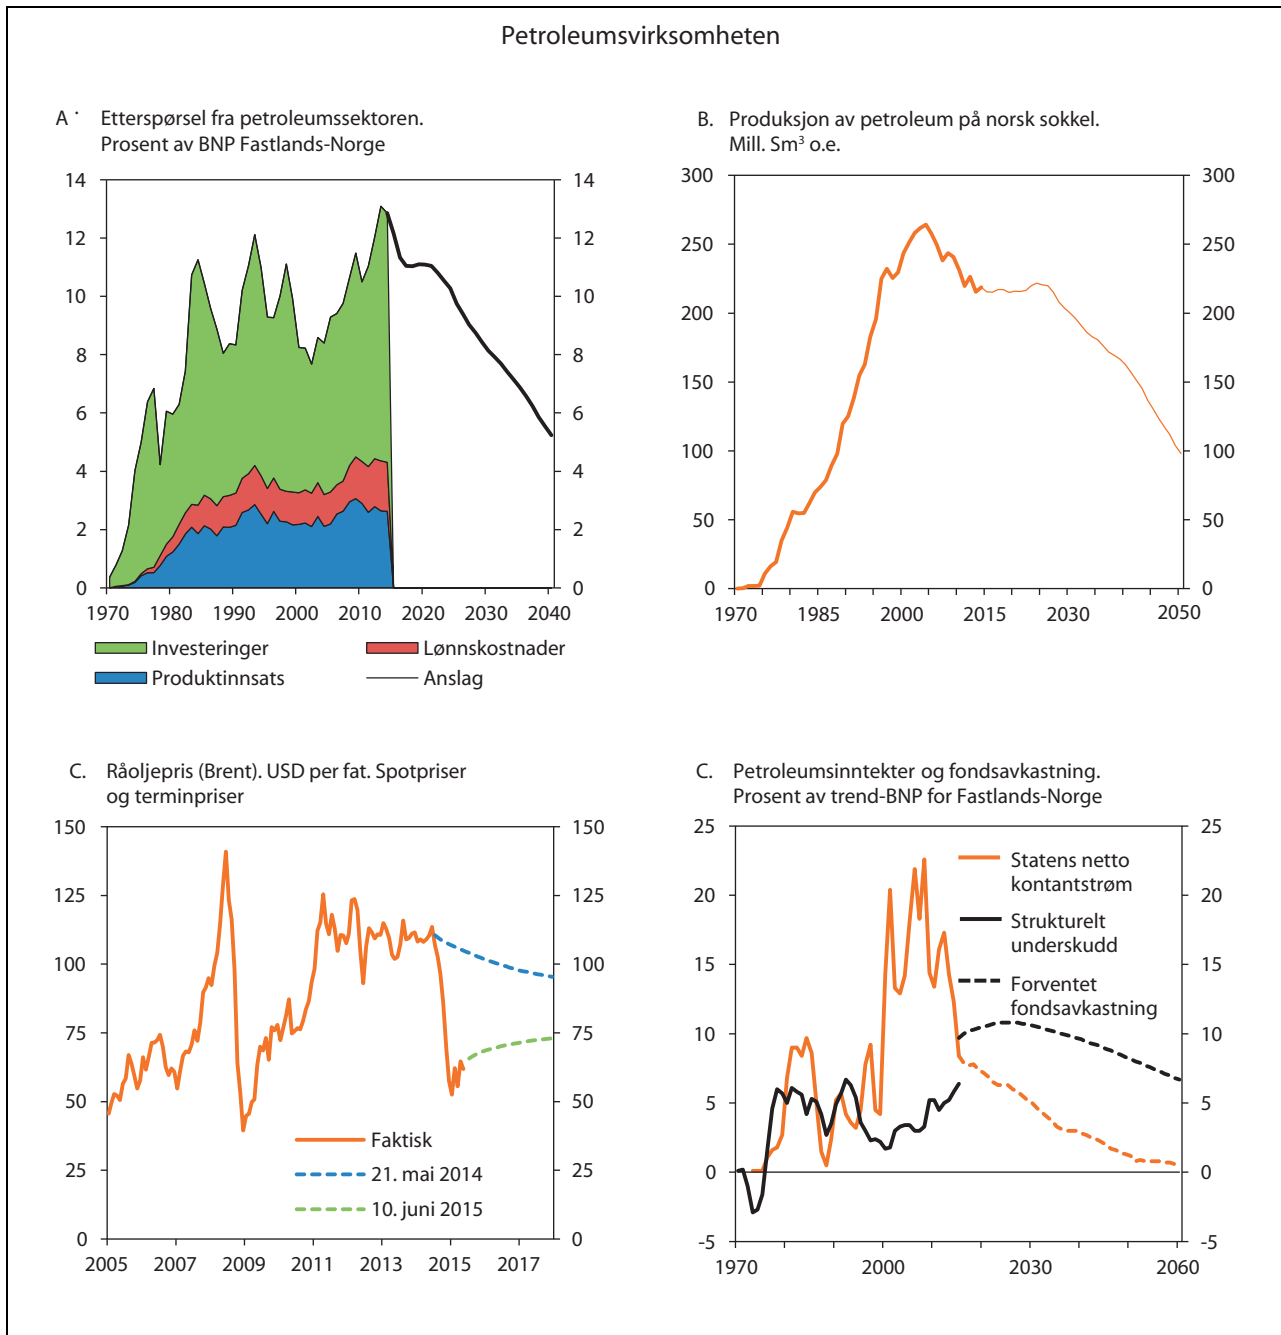 Petroleumsvirksomheten
A · Etterspørsel fra petroleumssektoren.
Prosent av BNP Fastlands-Norge
14 14
12 12
10 10
8 8
6 6
4 4
2 2
0 0
1970 1980 1990 2000 2010 2020 2030 2040
Investeringer Lønnskostnader
Produktinnsats Anslag
B. Produksjon av petroleum på norsk sokkel.
Mill. Sm³ o.e.
300 300
250 250
200 200
150 150
100 100
50 50
0 0
1970 1985 2000 2015 2030 2050
C. Råoljepris (Brent). USD per fat. Spotpriser
og terminpriser
150 150
125 125
100 100
75 75
50 50
25 25
0 0
Faktisk
21. mai 2014
10. juni 2015
2005 2007 2009 2011 2013 2015 2017
C. Petroleumsinntekter og fondsavkastning.
Prosent av trend-BNP for Fastlands-Norge
25 25
20 20
15 15
10 10
5 5
0 0
-5 -5
Statens netto
kontantstrøm
Strukturelt
underskudd
Forventet
fondsavkastning
1970 2000 2030 2060